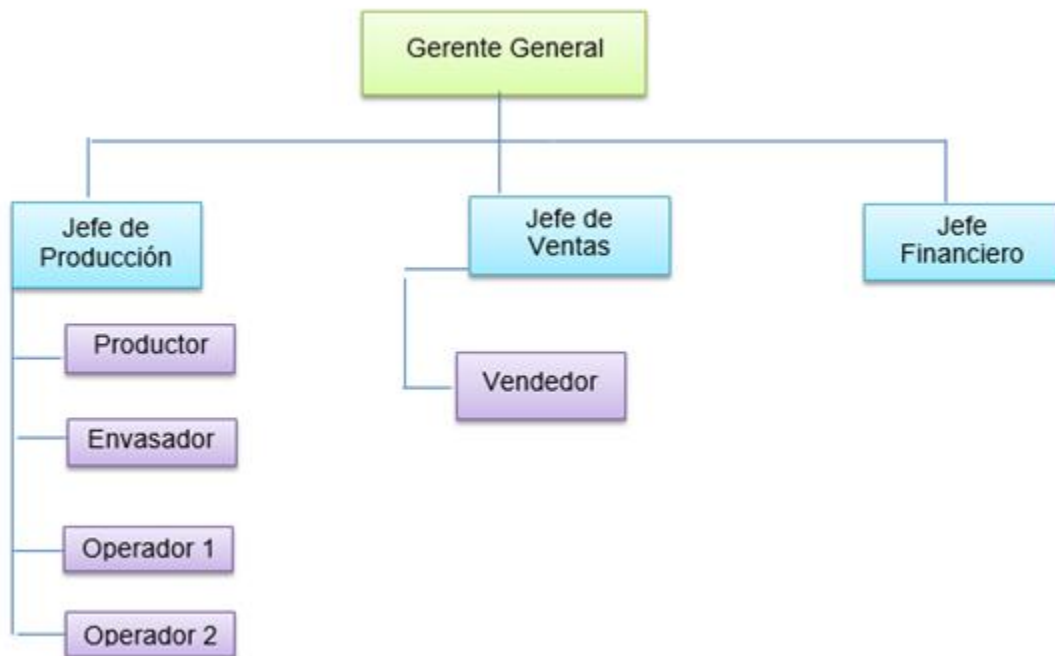 Gerente General
Jefe de
Producción
Jefe de
Ventas
Jefe
Financiero
Productor
Vendedor
Envasador
Operador 1
Operador 2